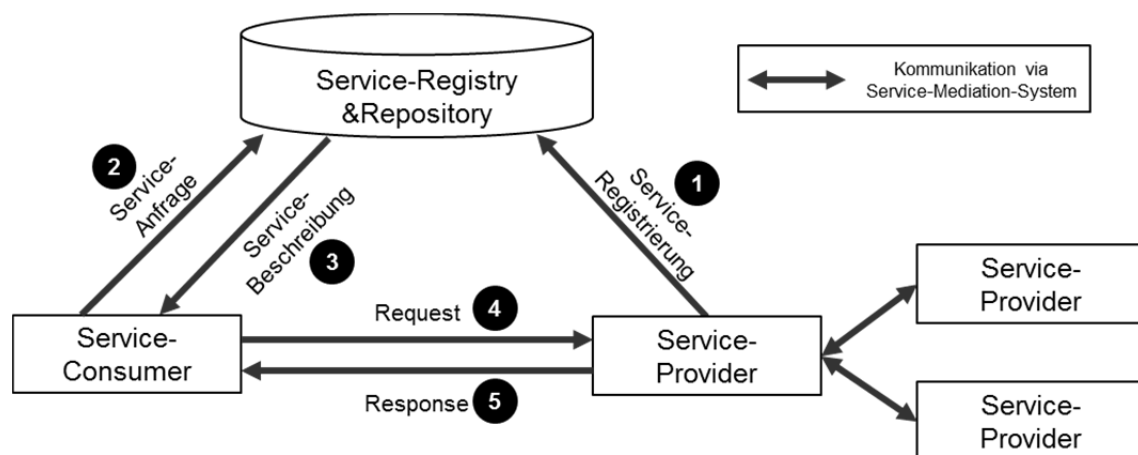 Service-Registry
&Repository
Kommunikation via
Service-Mediation-System
2
Service-
Anfrage
Service-
Beschreibung
3
1
Service-
Registrierung
Request 4
Response 5
Service-
Consumer
Service-
Provider
Service-
Provider
Service-
Provider